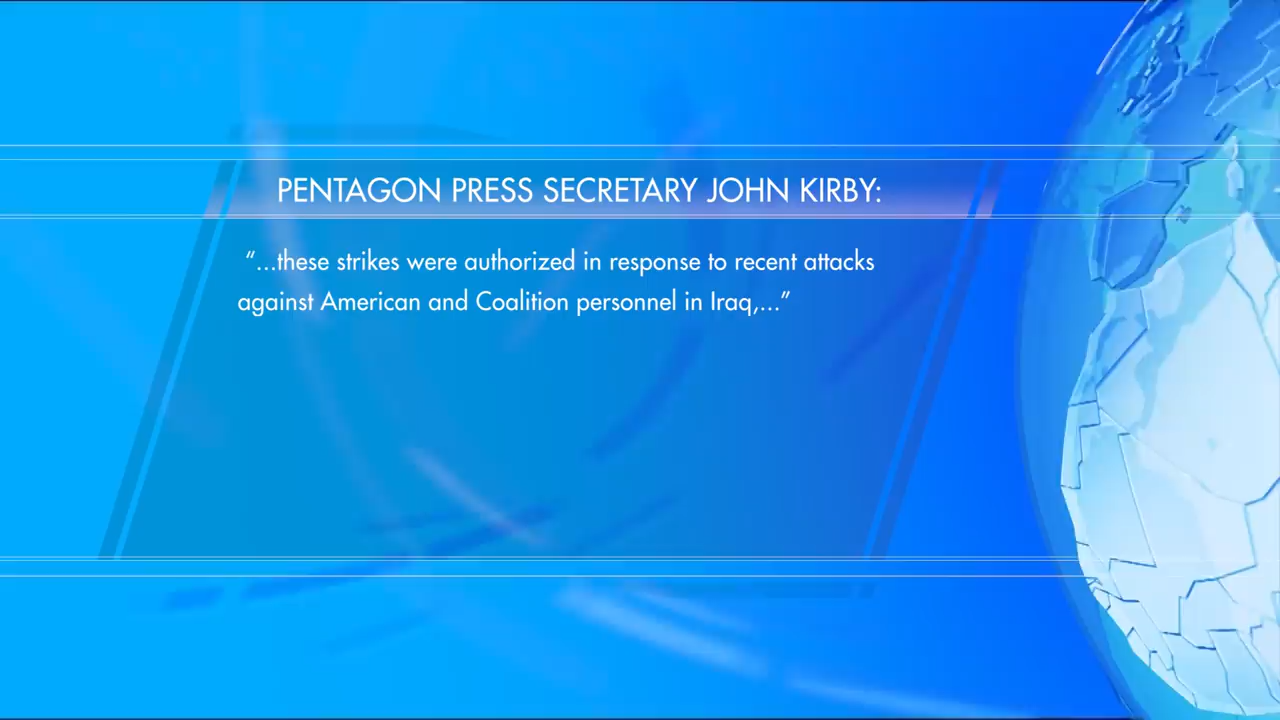 PENTAGON PRESS SECRETARY JOHN KIRBY:
“...these strikes were authorized in response to recent attacks
against American and Coalition personnel in Iraq,...”